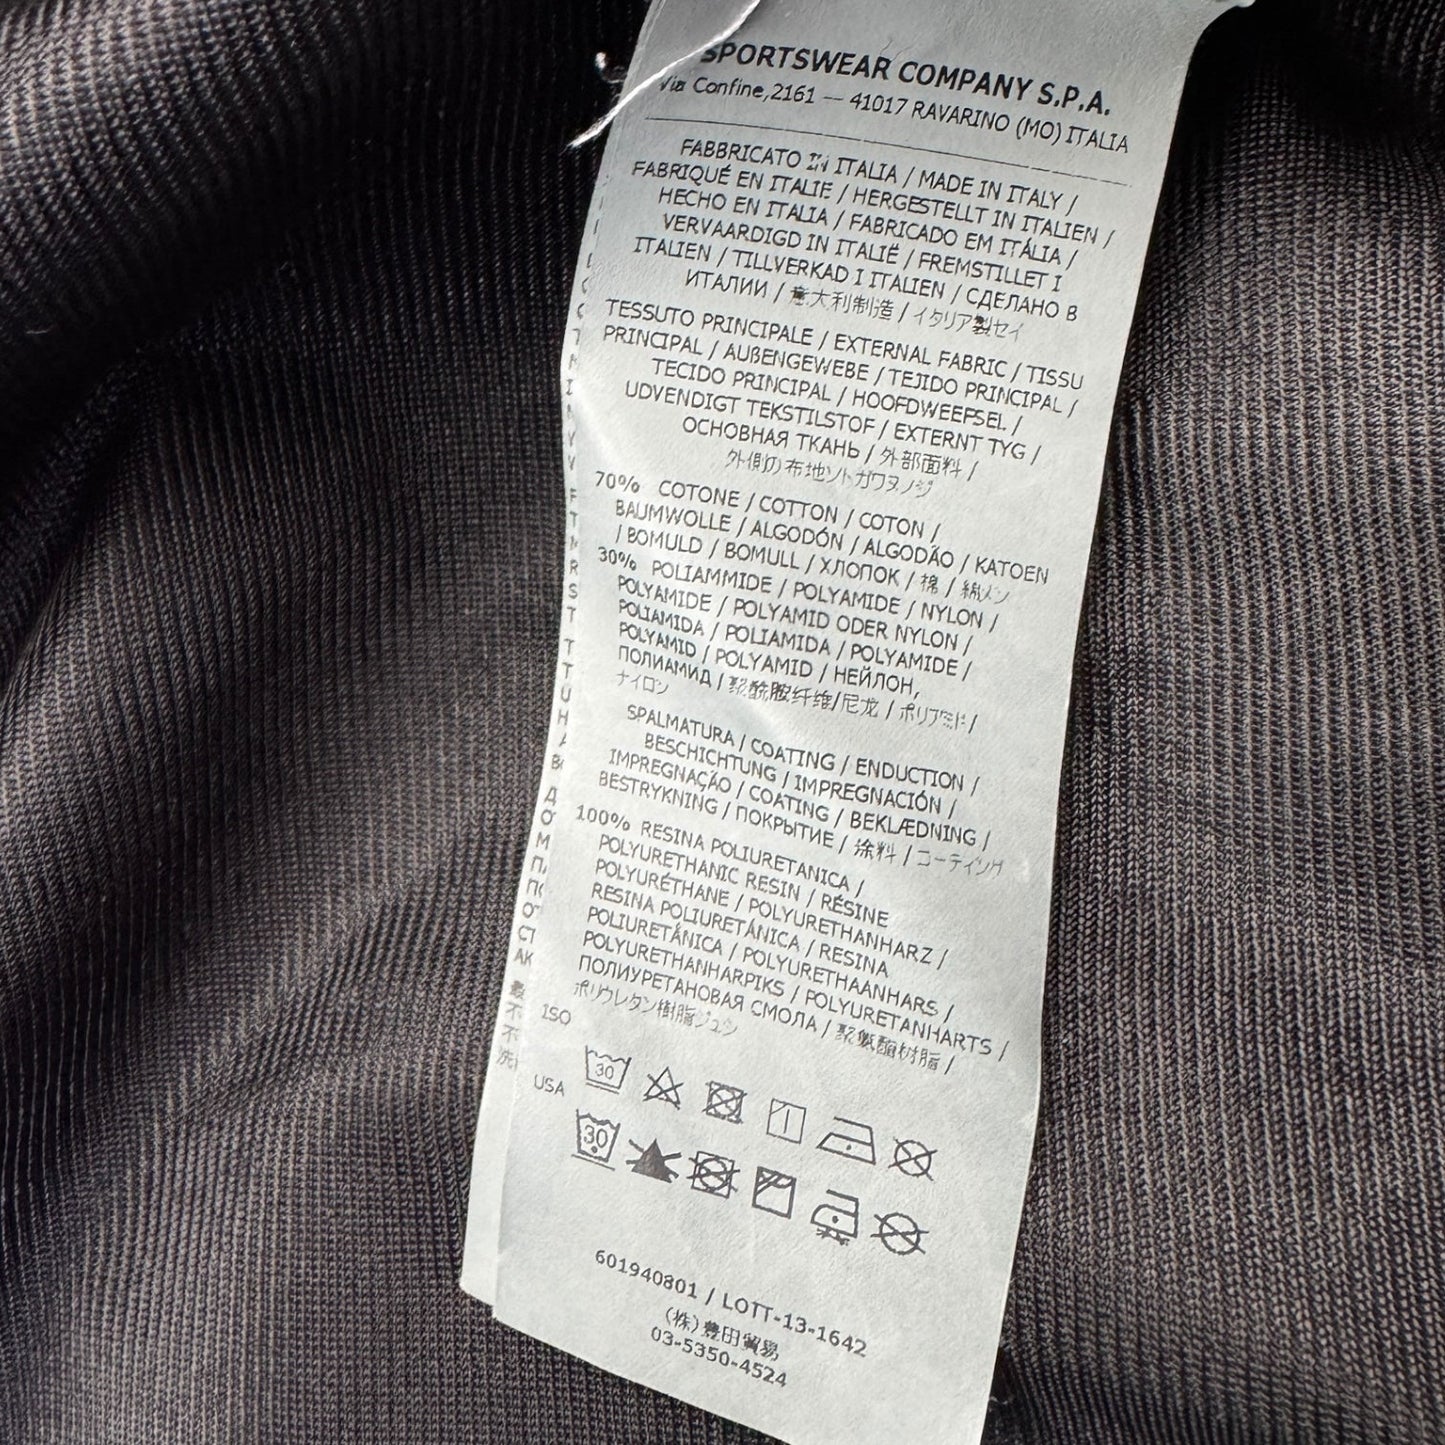 SPORTSWEAR COMPANY S.P.A.
Via Confine,2161 — 41017 RAVARINO (MO) ITALIA
FABBRICATO IN ITALIA / MADE IN ITALY /
FABRIQUÉ EN ITALIE / HERGESTELLT IN ITALIEN /
HECHO EN ITALIA / FABRICADO EM ITÁLIA /
VERVAARDIGD IN ITALIË / FREMSTILLET I
ITALIEN / TILLVERKAD I ITALIEN / СДЕЛАНО В
ИТАЛИИ / 意大利制造 / イタリア製セイ
TESSUTO PRINCIPALE / EXTERNAL FABRIC / TISSU
PRINCIPAL / AUßENGEWEBE / TEJIDO PRINCIPAL /
TECIDO PRINCIPAL / HOOFDWEEFSEL /
UDVENDIGT TEKSTILSTOF / EXTERNT TYG /
ОСНОВНАЯ ТКАНЬ / 外部面料 /
外側の布地ソトガワヌノジ
70% COTONE / COTTON / COTON /
BAUMWOLLE / ALGODÓN / ALGODÃO / KATOEN
/ BOMULD / BOMULL / ХЛОПОК / 棉 / 綿メン
30% POLIAMMIDE / POLYAMIDE / NYLON /
POLYAMIDE / POLYAMID ODER NYLON /
POLIAMIDA / POLIAMIDA / POLYAMIDE /
POLYAMID / POLYAMID / НЕЙЛОН,
ПОЛИАМИД / 聚酰胺纤维/尼龙 / ポリアミド/
ナイロン
SPALMATURA / COATING / ENDUCTION /
BESCHICHTUNG / IMPREGNACIÓN /
IMPREGNAÇÃO / COATING / BEKLÆDNING /
BESTRYKNING / ПОКРЫТИЕ / 涂料 / コーティング
100% RESINA POLIURETANICA /
POLYURETHANIC RESIN / RÉSINE
POLYURÉTHANE / POLYURETHANHARZ /
RESINA POLIURETÁNICA / RESINA
POLIURETÂNICA / POLYURETHAANHARS /
POLYURETHANHARPIKS / POLYURETANHARTS /
ПОЛИУРЕТАНОВАЯ СМОЛА / 聚氨酯树脂 /
ポリウレタン樹脂ジュシ
ISO
30
USA
30
601940801 / LOTT-13-1642
(株)豊田貿易
03-5350-4524